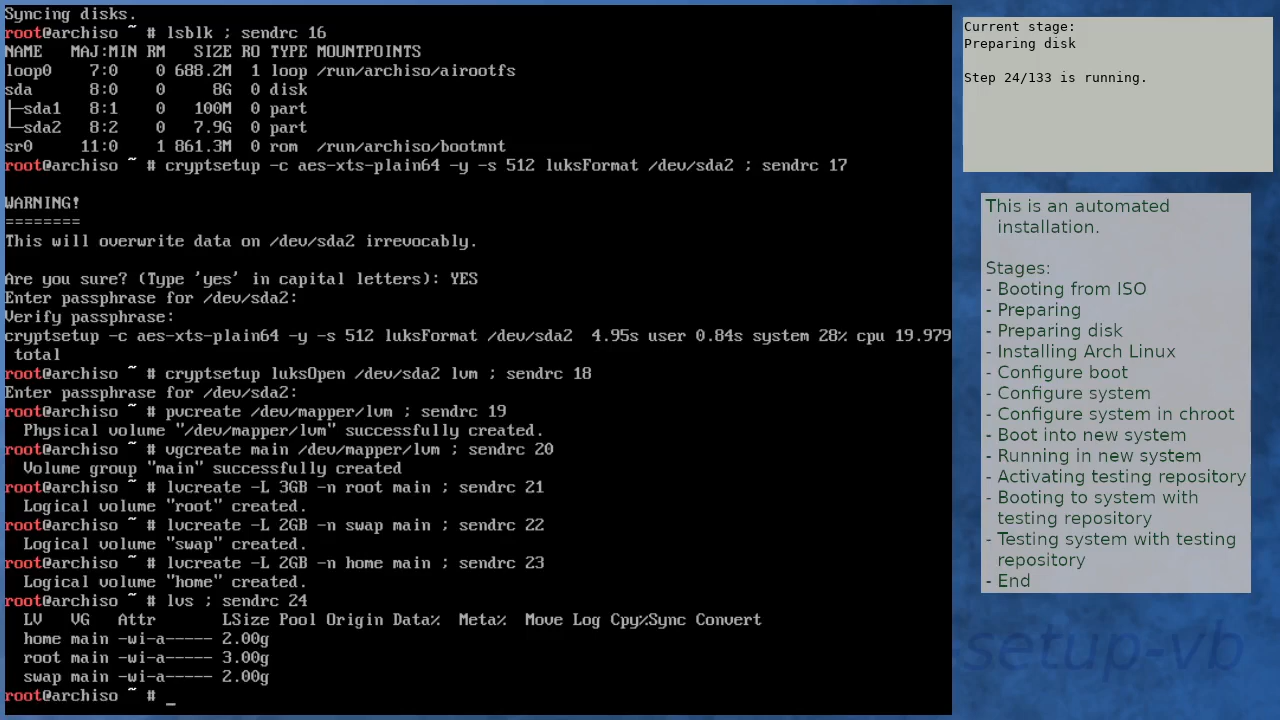 Syncing disks.
root@archiso ~ # lsblk ; sendrc 16
NAME   MAJ:MIN RM   SIZE RO TYPE MOUNTPOINTS
loop0    7:0    0 688.2M  1 loop /run/archiso/airootfs
sda      8:0    0     8G  0 disk
├─sda1   8:1    0   100M  0 part
└─sda2   8:2    0   7.9G  0 part
sr0     11:0    1 861.3M  0 rom  /run/archiso/bootmnt
root@archiso ~ # cryptsetup -c aes-xts-plain64 -y -s 512 luksFormat /dev/sda2 ; sendrc 17
WARNING!
========
This will overwrite data on /dev/sda2 irrevocably.
Are you sure? (Type 'yes' in capital letters): YES
Enter passphrase for /dev/sda2:
Verify passphrase:
cryptsetup -c aes-xts-plain64 -y -s 512 luksFormat /dev/sda2  4.95s user 0.84s system 28% cpu 19.979
 total
root@archiso ~ # cryptsetup luksOpen /dev/sda2 lvm ; sendrc 18
Enter passphrase for /dev/sda2:
root@archiso ~ # pvcreate /dev/mapper/lvm ; sendrc 19
  Physical volume "/dev/mapper/lvm" successfully created.
root@archiso ~ # vgcreate main /dev/mapper/lvm ; sendrc 20
  Volume group "main" successfully created
root@archiso ~ # lvcreate -L 3GB -n root main ; sendrc 21
  Logical volume "root" created.
root@archiso ~ # lvcreate -L 2GB -n swap main ; sendrc 22
  Logical volume "swap" created.
root@archiso ~ # lvcreate -L 2GB -n home main ; sendrc 23
  Logical volume "home" created.
root@archiso ~ # lvs ; sendrc 24
  LV   VG   Attr       LSize Pool Origin Data%  Meta%  Move Log Cpy%Sync Convert
  home main -wi-a----- 2.00g
  root main -wi-a----- 3.00g
  swap main -wi-a----- 2.00g
root@archiso ~ # _
Current stage:
Preparing disk
Step 24/133 is running.
This is an automated
installation.
Stages:
- Booting from ISO
- Preparing
- Preparing disk
- Installing Arch Linux
- Configure boot
- Configure system
- Configure system in chroot
- Boot into new system
- Running in new system
- Activating testing repository
- Booting to system with
testing repository
- Testing system with testing
repository
- End
setup-vb